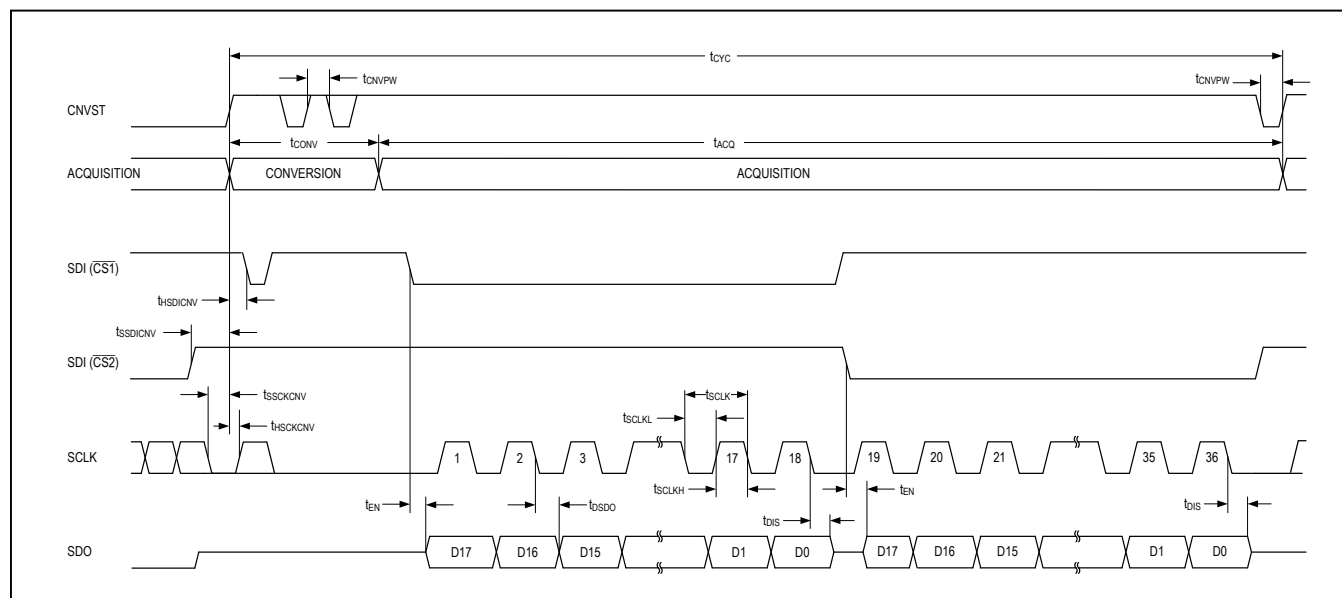 tCYC
tCNVPW
tCNVPW
CNVST
tCONV
tACQ
ACQUISITION CONVERSION ACQUISITION
SDI (CS1)
tHSDICNV
tSSDICNV
SDI (CS2)
tSSCKCNV
tSCLK
tSCLKL
tHSCKCNV
SCLK 1 2 3 17 18 19 20 21 35 36
tSCLKH
tEN
tDSDO
tDIS
tEN
tDIS
SDO D17 D16 D15 D1 D0 D17 D16 D15 D1 D0